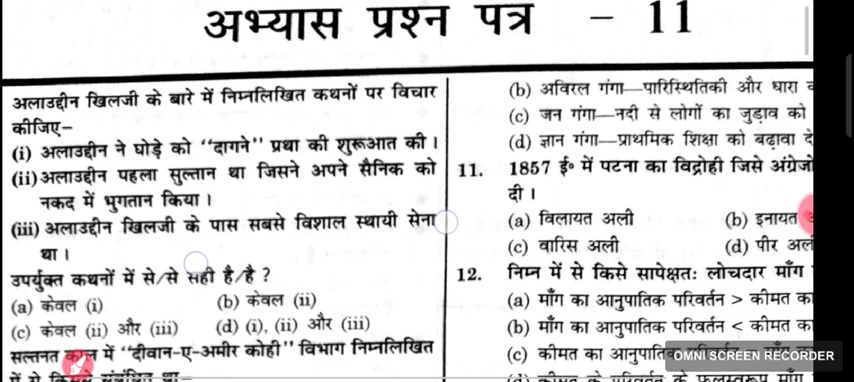 अभ्यास प्रश्न पत्र - 11
अलाउद्दीन खिलजी के बारे में निम्नलिखित कथनों पर विचार
कीजिए–
(i) अलाउद्दीन ने घोड़े को ‘‘दागने’’ प्रथा की शुरूआत की।
(ii) अलाउद्दीन पहला सुल्तान था जिसने अपने सैनिक को
नकद में भुगतान किया।
(iii) अलाउद्दीन खिलजी के पास सबसे विशाल स्थायी सेना
था।
उपर्युक्त कथनों में से/से सही है/है ?
(a) केवल (i) (b) केवल (ii)
(c) केवल (ii) और (iii) (d) (i), (ii) और (iii)
सल्तनत काल में ‘‘दीवान-ए-अमीर कोही’’ विभाग निम्नलिखित
में से किससे संबंधित था–
(b) अविरल गंगा—पारिस्थितिकी और धारा
(c) जन गंगा—नदी से लोगों का जुड़ाव को
(d) ज्ञान गंगा—प्राथमिक शिक्षा को बढ़ावा दे
11. 1857 ई॰ में पटना का विद्रोही जिसे अंग्रेजो
दी।
(a) विलायत अली (b) इनायत
(c) वारिस अली (d) पीर अल
12. निम्न में से किसे सापेक्षतः लोचदार माँग
(a) माँग का आनुपातिक परिवर्तन > कीमत का
(b) माँग का आनुपातिक परिवर्तन < कीमत का
(c) कीमत का आनुपातिक
OMNI SCREEN RECORDER